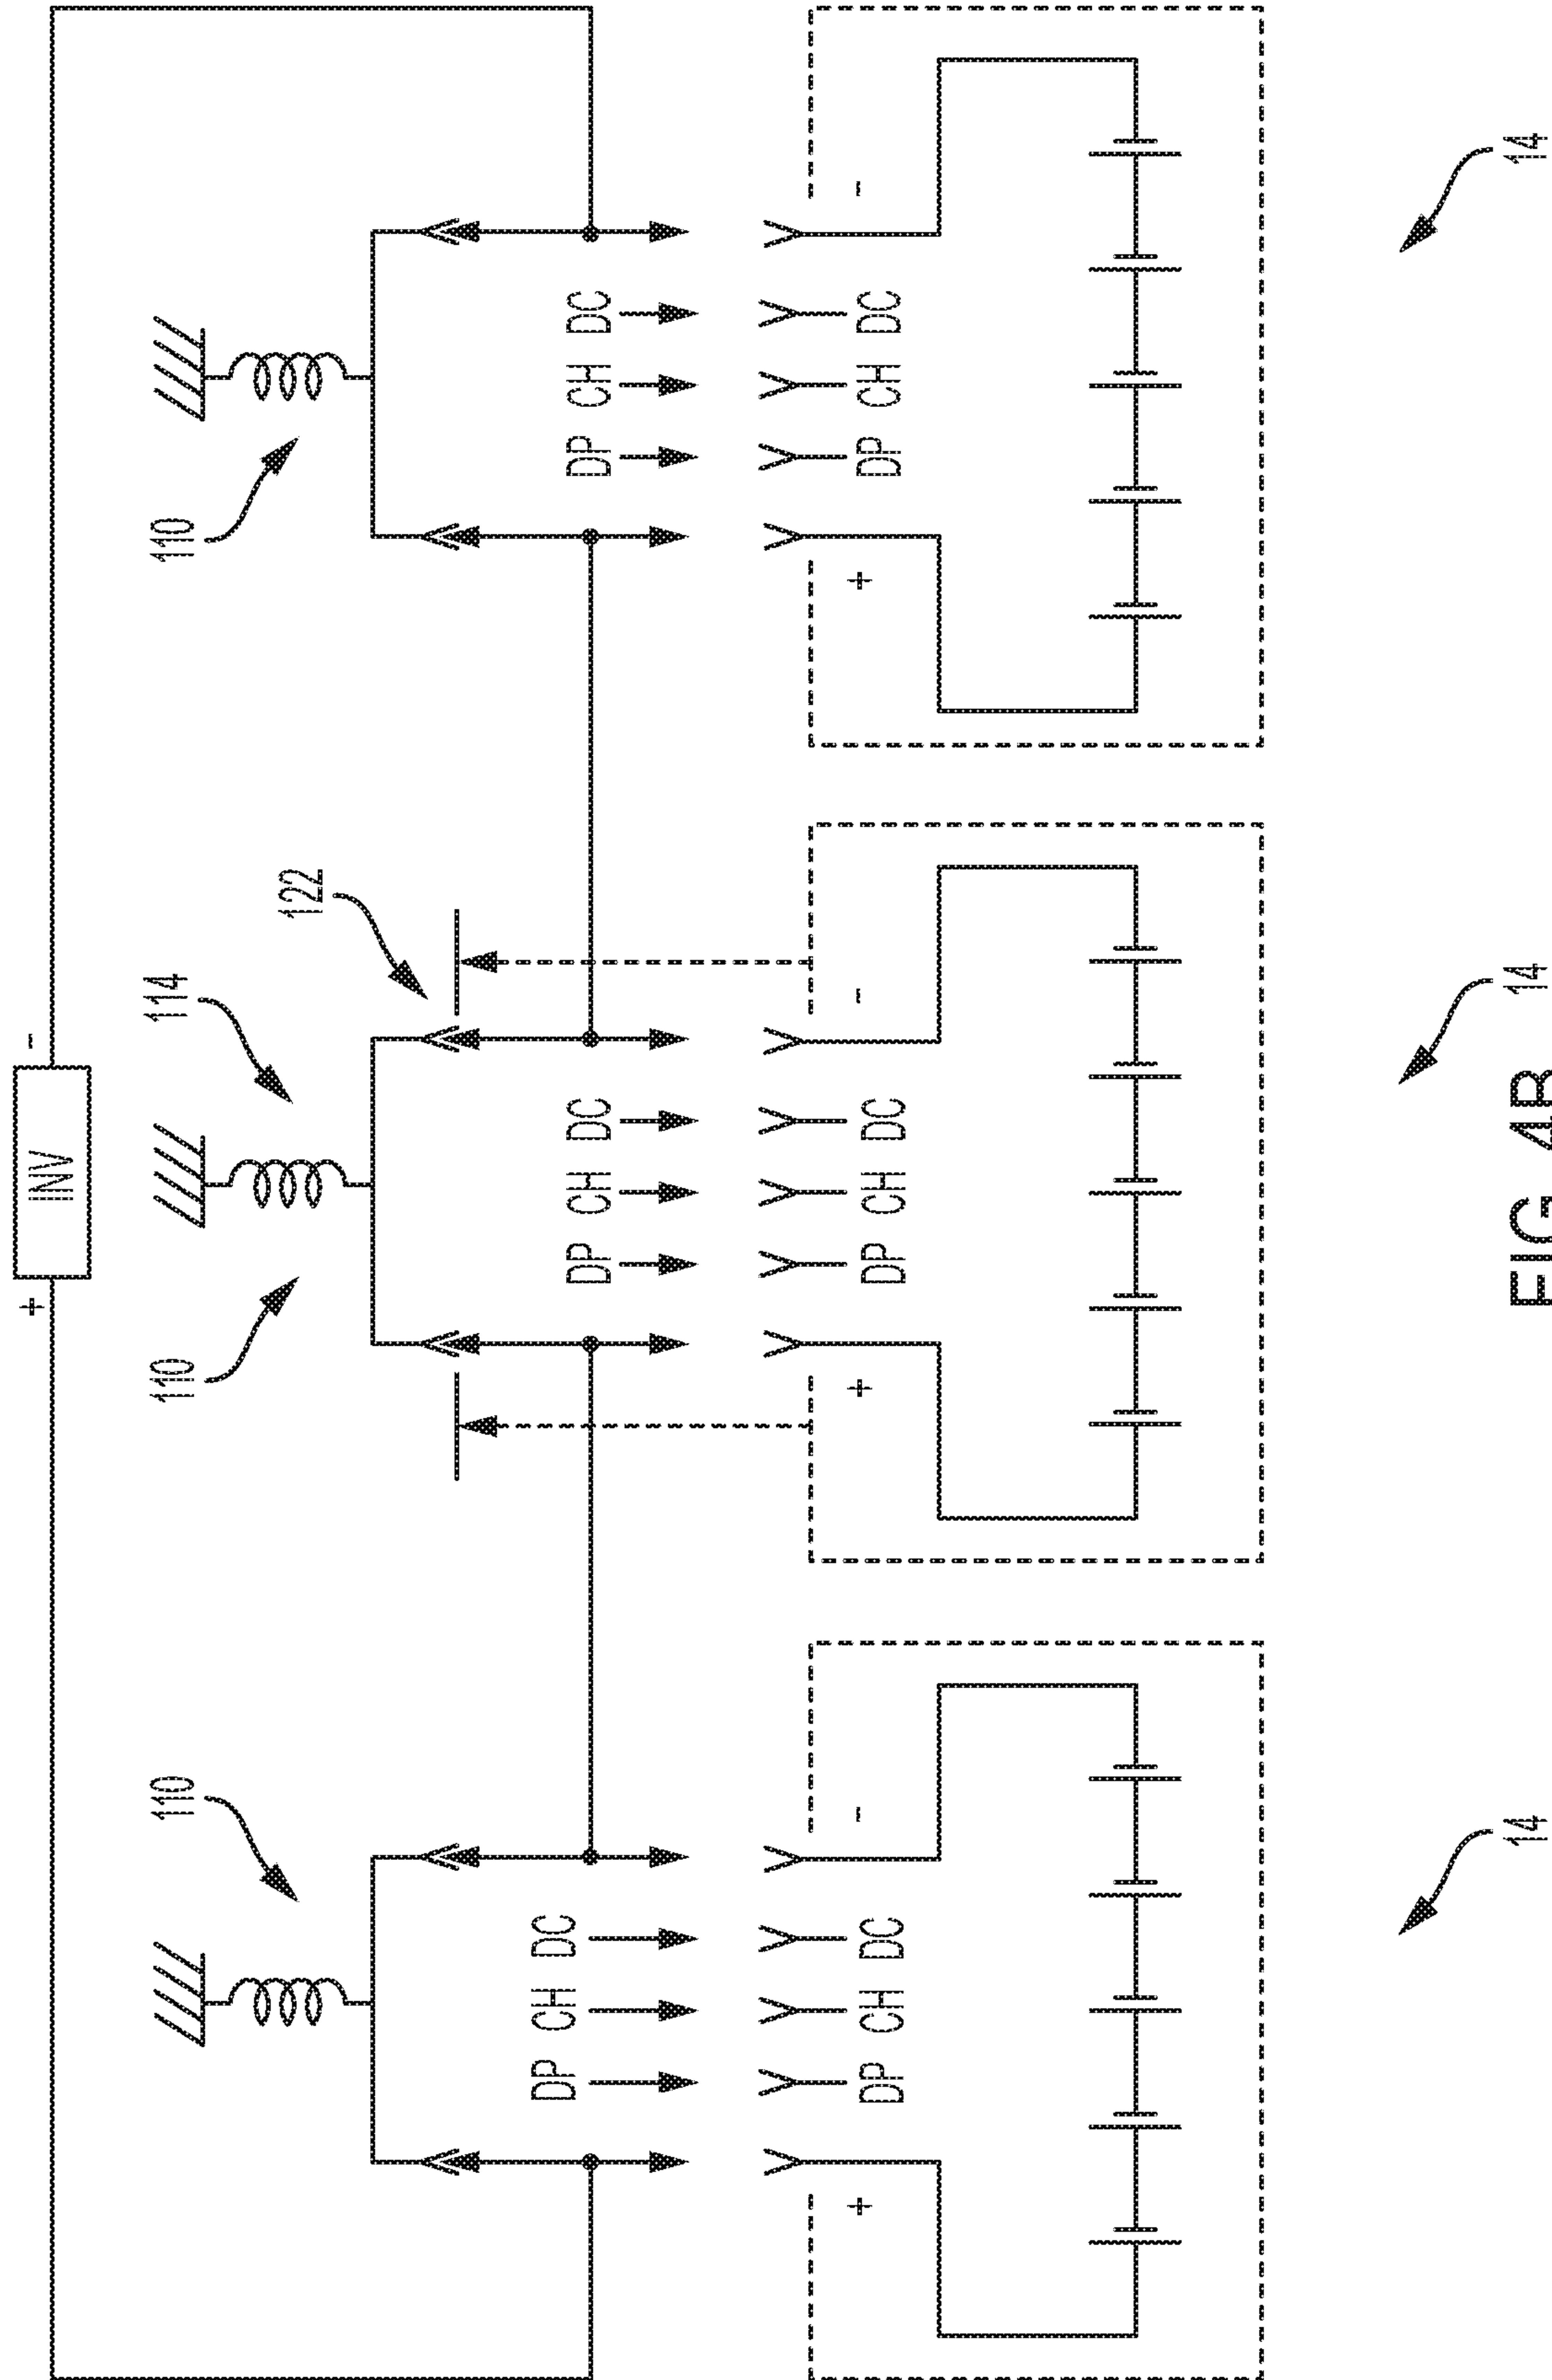 + INV -
110 110 114 110
122
DP CH DC DP CH DC DP CH DC
+ DP CH DC - + DP CH DC - + DP CH DC -
14 14 14
FIG. 4B